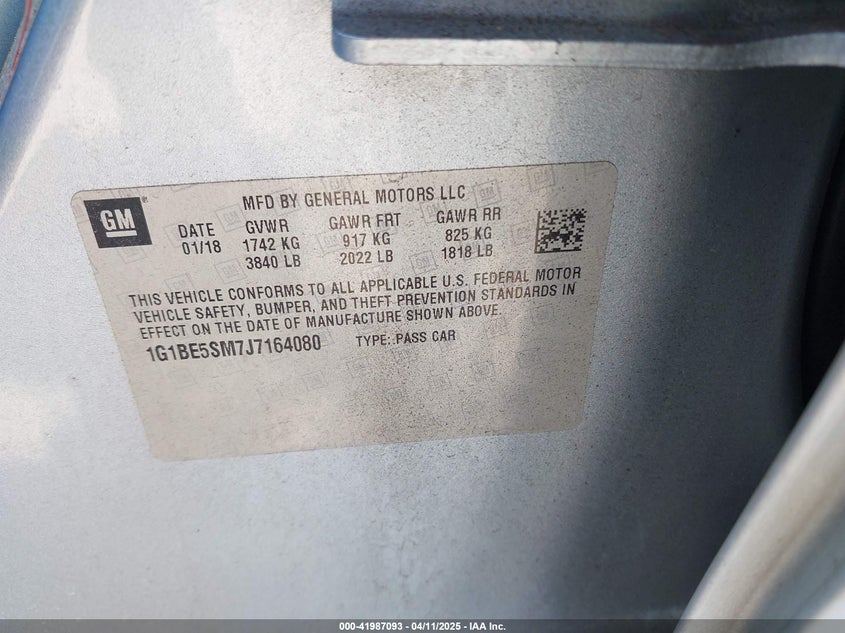 GM
MFD BY GENERAL MOTORS LLC
DATE GVWR GAWR FRT GAWR RR
01/18 1742 KG 917 KG 825 KG
3840 LB 2022 LB 1818 LB
THIS VEHICLE CONFORMS TO ALL APPLICABLE U.S. FEDERAL MOTOR
VEHICLE SAFETY, BUMPER, AND THEFT PREVENTION STANDARDS IN
EFFECT ON THE DATE OF MANUFACTURE SHOWN ABOVE.
1G1BE5SM7J7164080 TYPE: PASS CAR
000-41987093 - 04/11/2025 - IAA Inc.